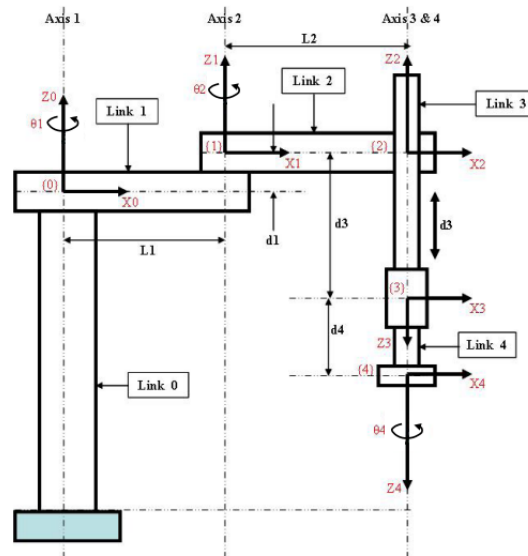 Axis 1
Axis 2
Axis 3 & 4
L2
Z1
Z2
Z0
θ1
θ2
Link 1
Link 2
Link 3
(0)
X0
(1)
X1
(2)
X2
L1
d1
d3
d3
(3)
X3
Z3
d4
Link 4
(4)
X4
Link 0
θ4
Z4